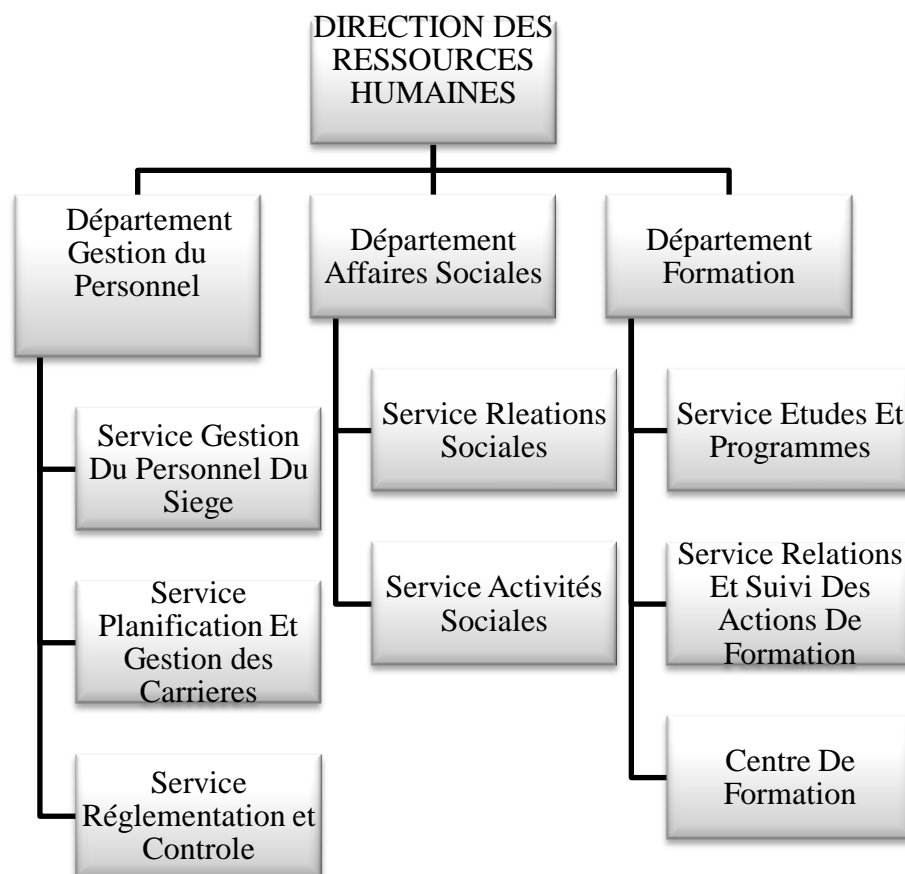 DIRECTION DES
RESSOURCES
HUMAINES
Département
Gestion du
Personnel
Service Gestion
Du Personnel Du
Siege
Service
Planification Et
Gestion des
Carrieres
Service
Réglementation et
Controle
Département
Affaires Sociales
Service Rleations
Sociales
Service Activités
Sociales
Département
Formation
Service Etudes Et
Programmes
Service Relations
Et Suivi Des
Actions De
Formation
Centre De
Formation